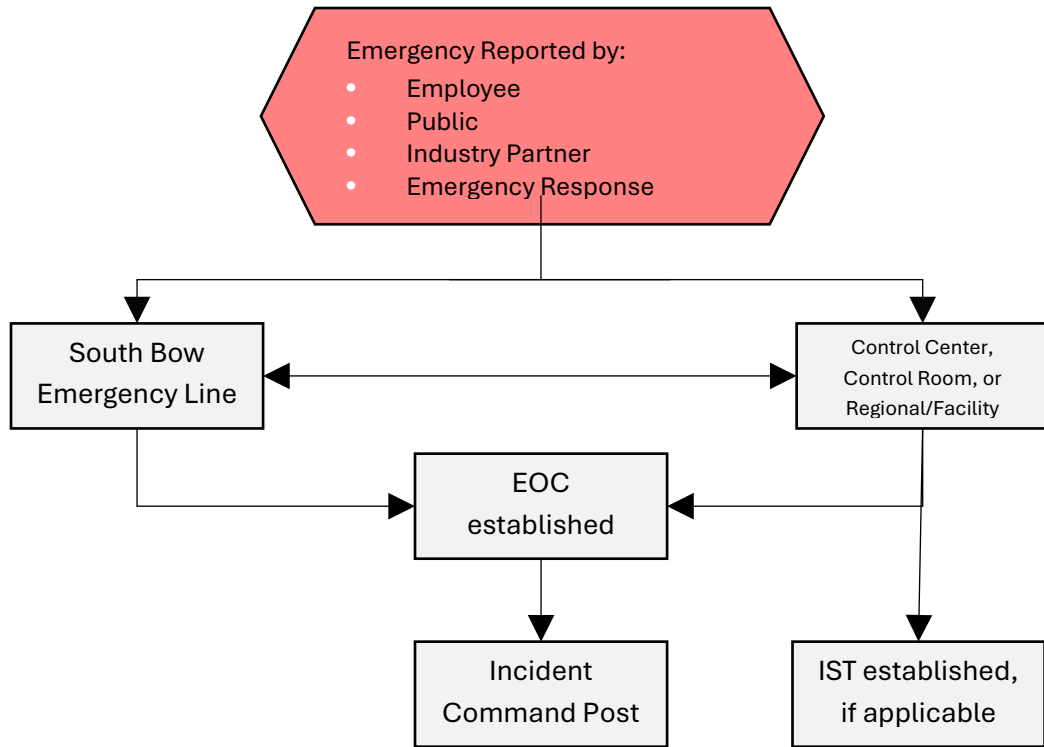 Emergency Reported by:
• Employee
• Public
• Industry Partner
• Emergency Response
South Bow
Emergency Line
Control Center,
Control Room, or
Regional/Facility
EOC
established
Incident
Command Post
IST established,
if applicable